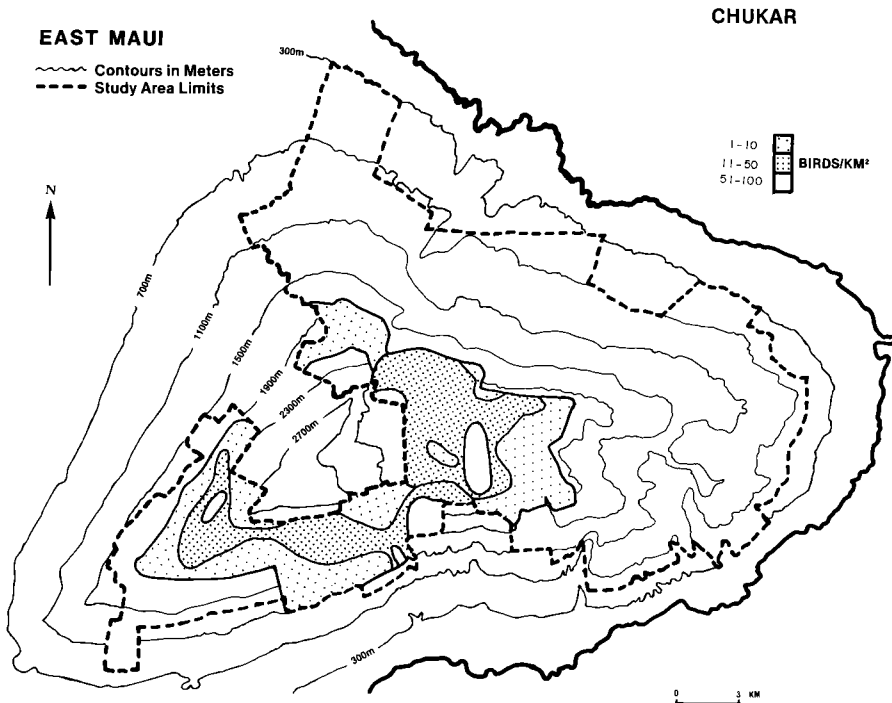 CHUKAR
EAST MAUI
Contours in Meters
Study Area Limits
300m
1-10
11-50 BIRDS/KM²
51-100
N
700m
1100m
1500m
1900m
2300m
2700m
300m
0 3 KM